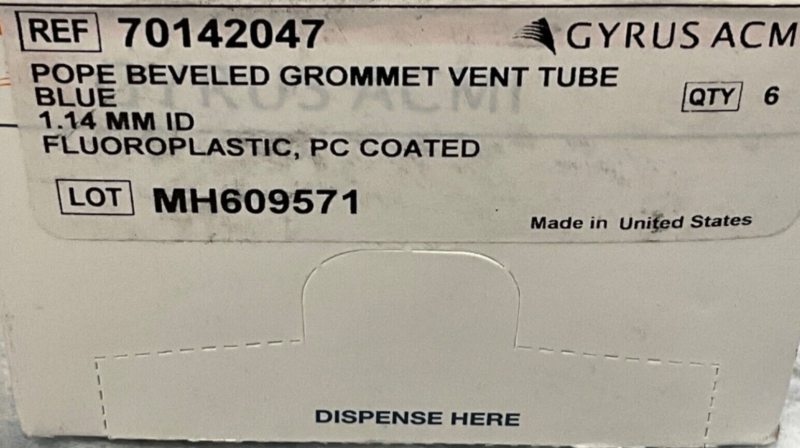 REF 70142047 GYRUS ACM
POPE BEVELED GROMMET VENT TUBE
BLUE
QTY 6
1.14 MM ID
FLUOROPLASTIC, PC COATED
LOT MH609571
Made in United States
DISPENSE HERE